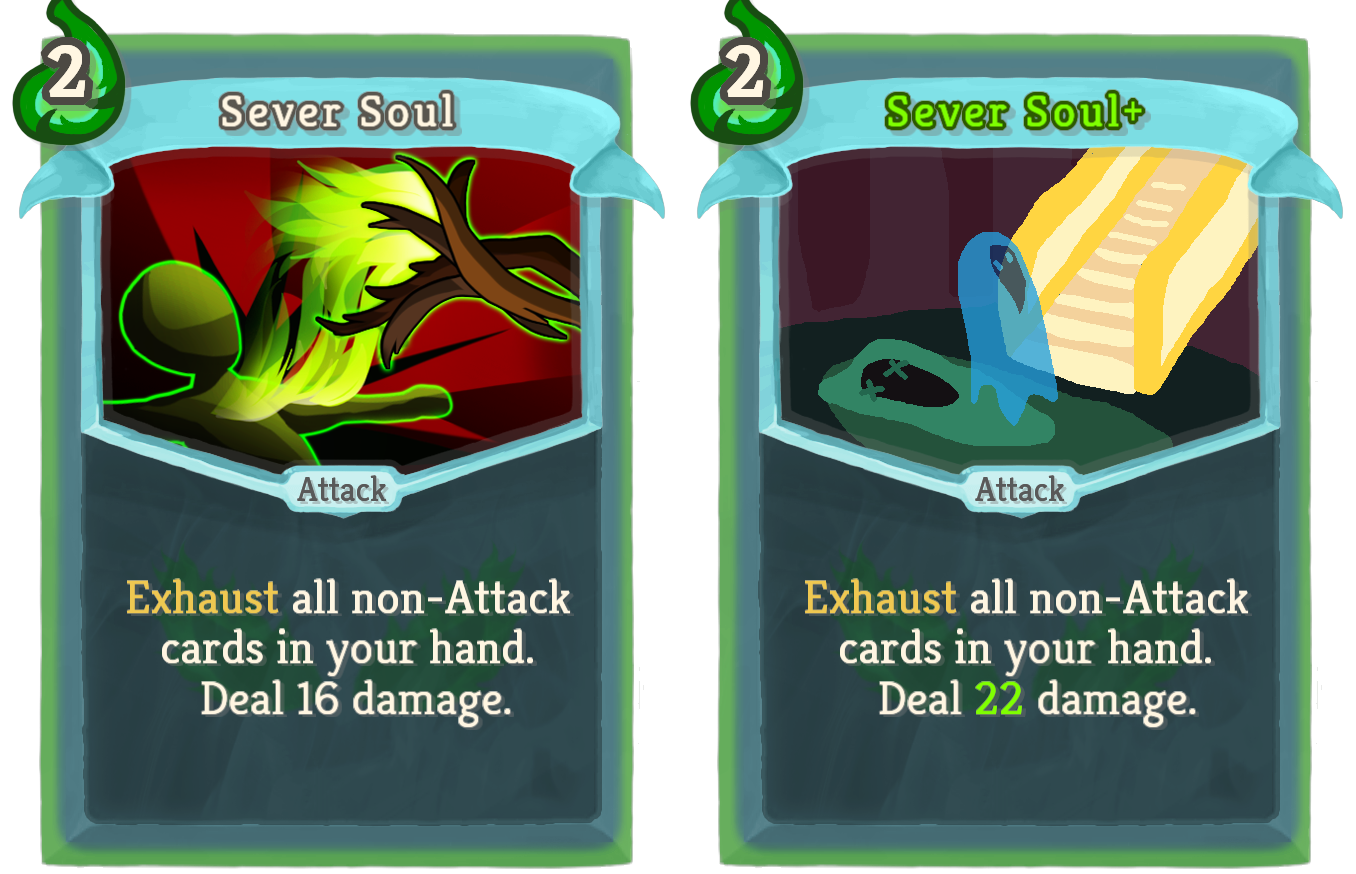 2
Sever Soul
Attack
Exhaust all non-Attack
cards in your hand.
Deal 16 damage.
2
Sever Soul+
Attack
Exhaust all non-Attack
cards in your hand.
Deal 22 damage.